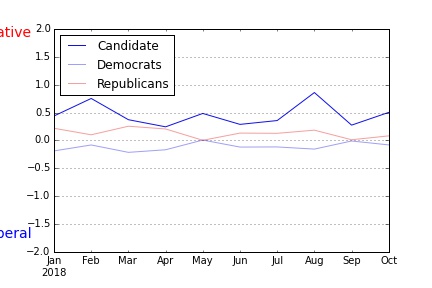 ative
Candidate
Democrats
Republicans
beral
2.0
1.5
1.0
0.5
0.0
−0.5
−1.0
−1.5
−2.0
Jan Feb Mar Apr May Jun Jul Aug Sep Oct
2018